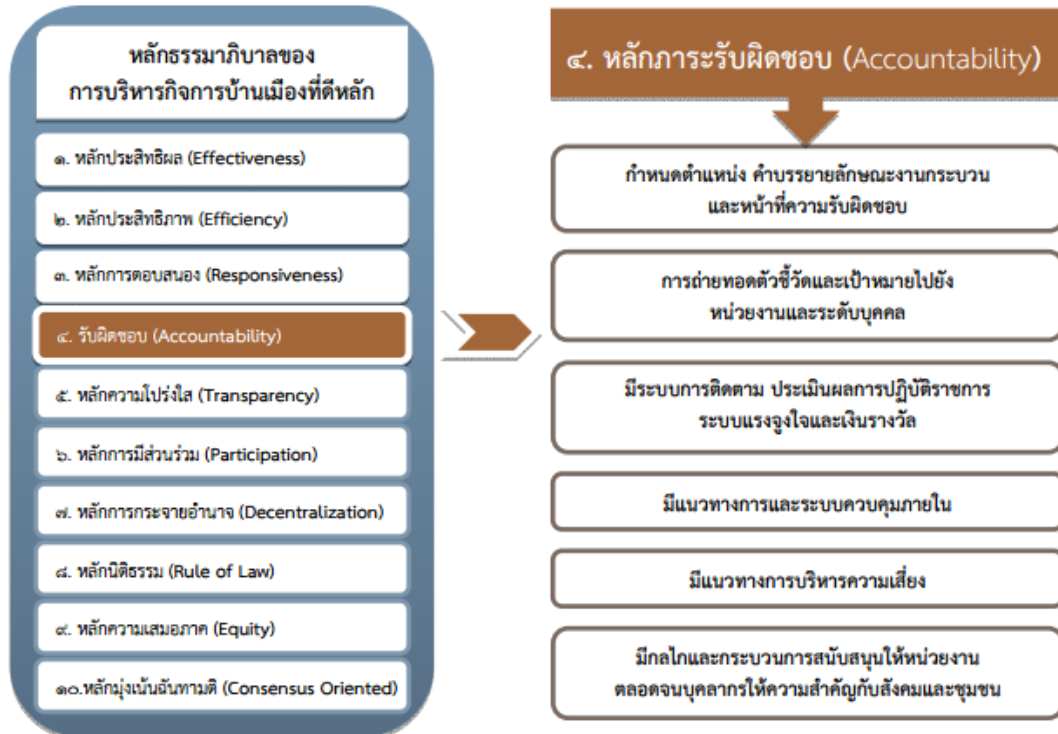 หลักธรรมาภิบาลของ
การบริหารกิจการบ้านเมืองที่ดีหลัก
๑. หลักประสิทธิผล (Effectiveness)
๒. หลักประสิทธิภาพ (Efficiency)
๓. หลักการตอบสนอง (Responsiveness)
๔. รับผิดชอบ (Accountability)
๕. หลักความโปร่งใส (Transparency)
๖. หลักการมีส่วนร่วม (Participation)
๗. หลักการกระจายอำนาจ (Decentralization)
๘. หลักนิติธรรม (Rule of Law)
๙. หลักความเสมอภาค (Equity)
๑๐.หลักมุ่งเน้นฉันทามติ (Consensus Oriented)
๔. หลักภาระรับผิดชอบ (Accountability)
กำหนดตำแหน่ง คำบรรยายลักษณะงานกระบวน
และหน้าที่ความรับผิดชอบ
การถ่ายทอดตัวชี้วัดและเป้าหมายไปยัง
หน่วยงานและระดับบุคคล
มีระบบการติดตาม ประเมินผลการปฏิบัติราชการ
ระบบแรงจูงใจและเงินรางวัล
มีแนวทางการและระบบควบคุมภายใน
มีแนวทางการบริหารความเสี่ยง
มีกลไกและกระบวนการสนับสนุนให้หน่วยงาน
ตลอดจนบุคลากรให้ความสำคัญกับสังคมและชุมชน